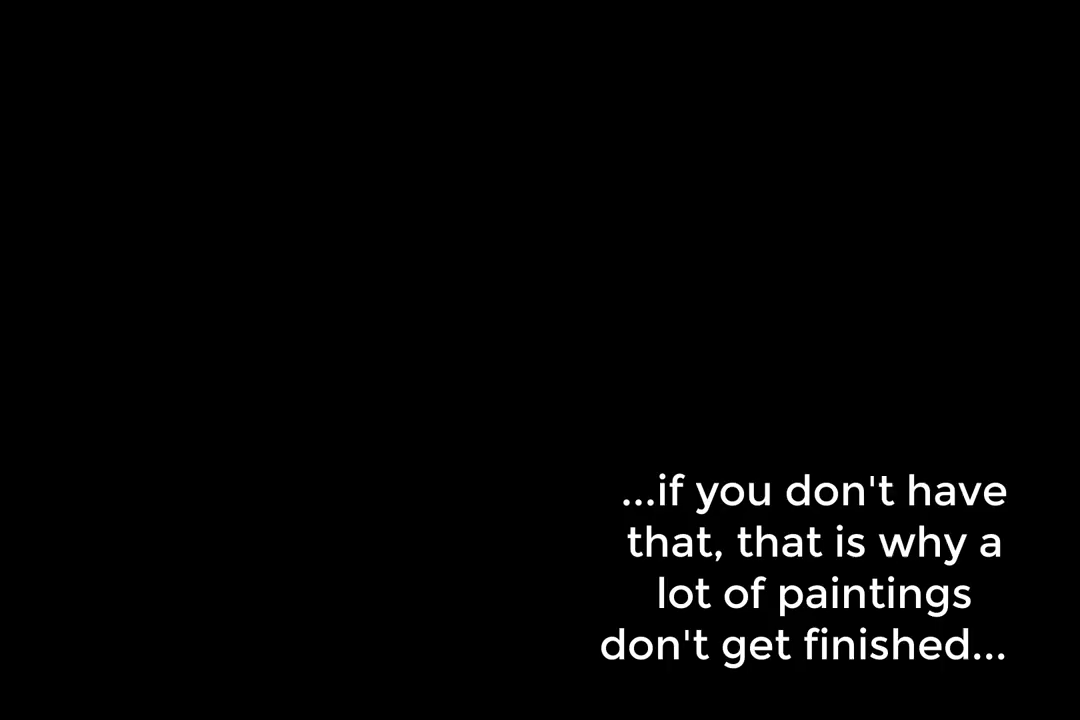 ...if you don't have
that, that is why a
lot of paintings
don't get finished...